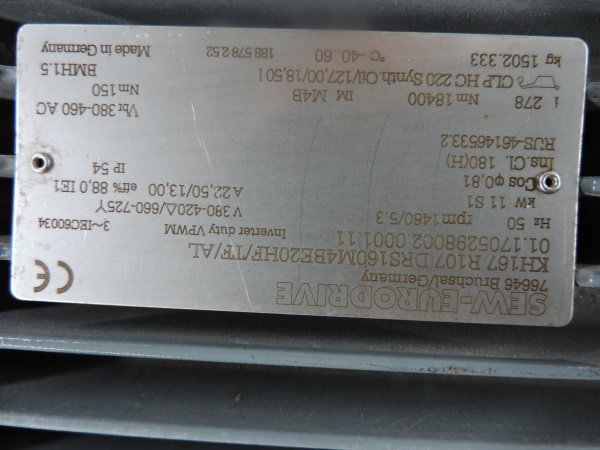 SEW-EURODRIVE
76646 Bruchsal/Germany CE
KH167 R107 DRS160M4BE20HF/TF/AL
01.1705298002.0001.11 Inverter duty VPWM 3~IEC60034
Hz 50 rpm 1460/5.3 V 380-420Δ/660-725Y
kW 11 S1 A 22,50/13,00 eff% 88,0 IE1
Cos φ 0,81 IP 54
Ins.Cl. 180(H)
RUS-46146533.2
i 278 Nm 18400 IM M4B Vbr 380-460 AC Nm 150
CLP HC 220 Synth.Öl/127,00/18,50 l BMH1.5
kg 1502.333 °C -40..60 188 578 2.52 Made in Germany